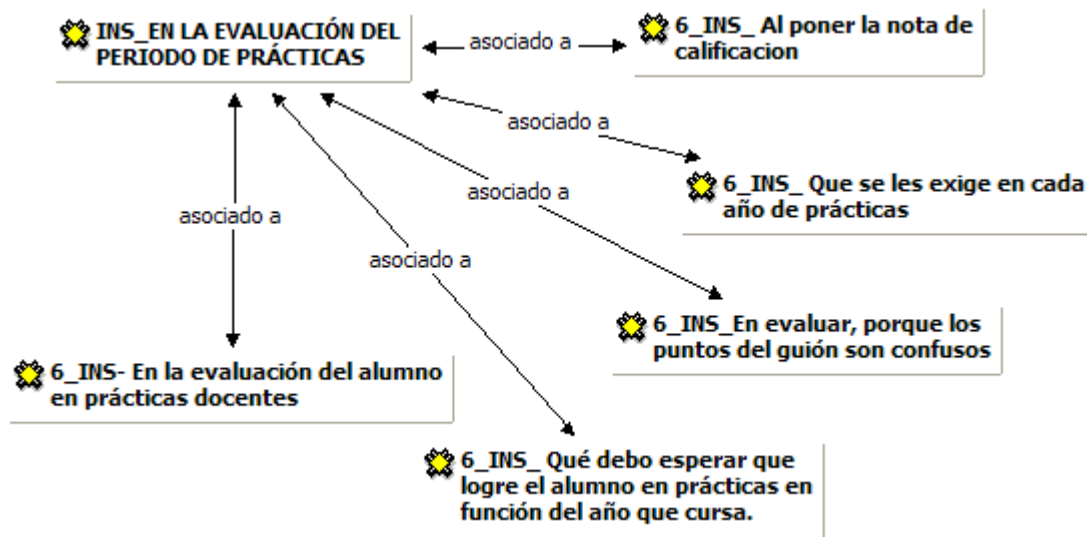 INS_EN LA EVALUACIÓN DEL
PERIODO DE PRÁCTICAS
asociado a
6_INS_ Al poner la nota de
calificacion
asociado a
6_INS_ Que se les exige en cada
año de prácticas
asociado a
6_INS_En evaluar, porque los
puntos del guión son confusos
asociado a
6_INS- En la evaluación del alumno
en prácticas docentes
asociado a
6_INS_ Qué debo esperar que
logre el alumno en prácticas en
función del año que cursa.